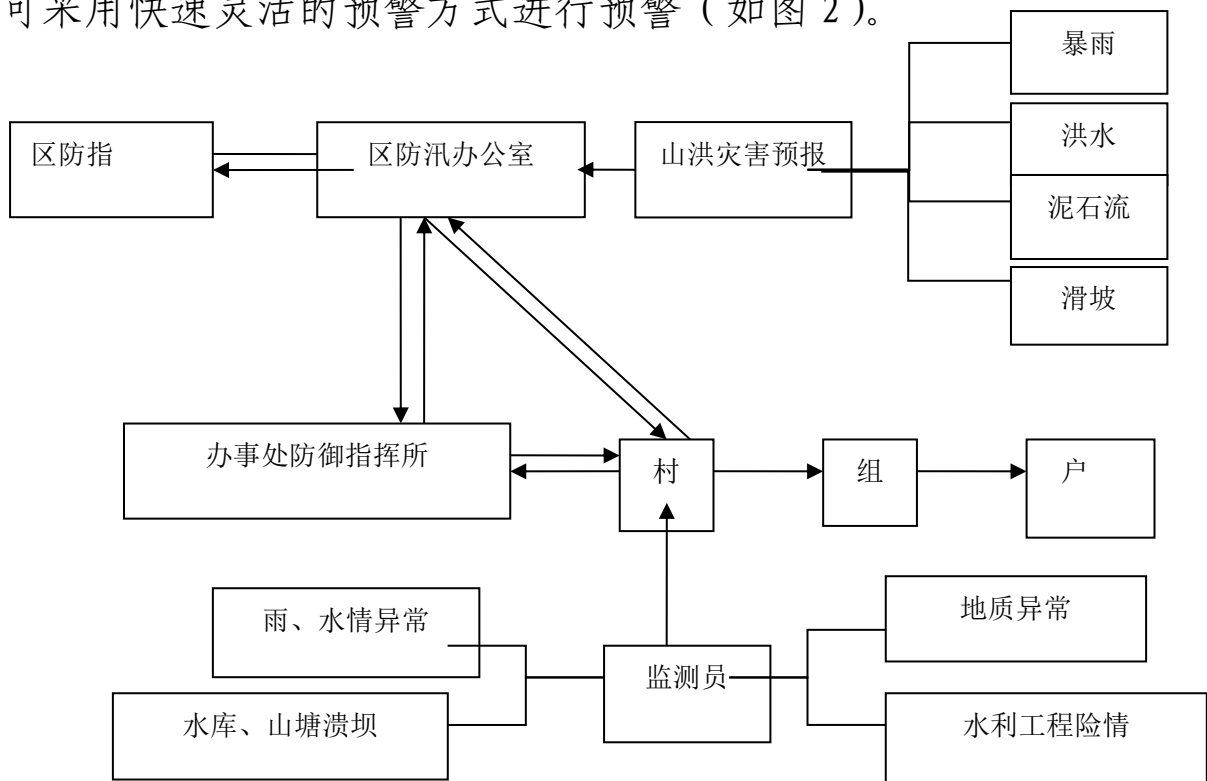 可采用快速灵活的预警方式进行预警（如图2）。
暴雨
洪水
泥石流
滑坡
区防指
区防汛办公室
山洪灾害预报
办事处防御指挥所
村
组
户
雨、水情异常
水库、山塘溃坝
监测员
地质异常
水利工程险情